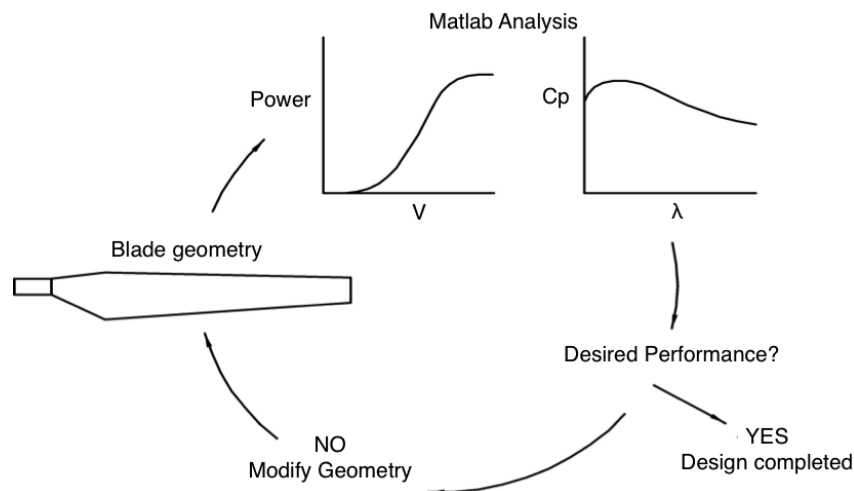 Matlab Analysis
Power
Cp
V
λ
Blade geometry
Desired Performance?
NO
Modify Geometry
YES
Design completed